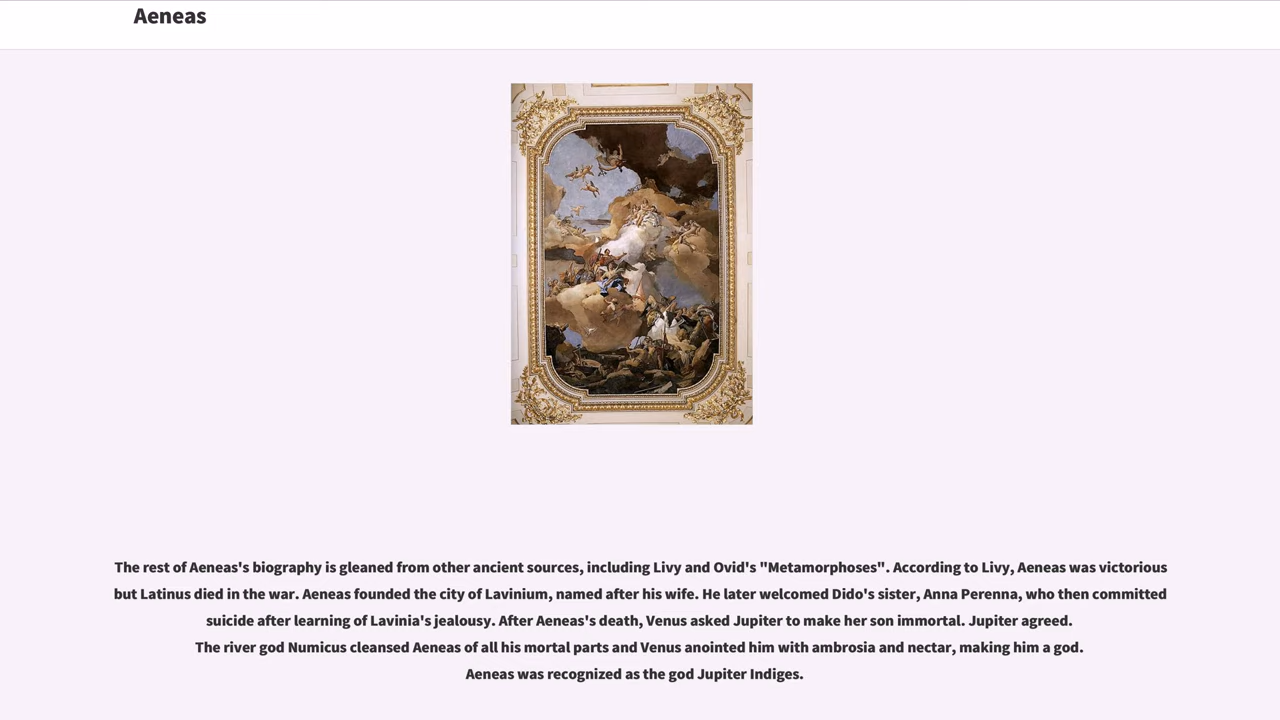 Aeneas
The rest of Aeneas's biography is gleaned from other ancient sources, including Livy and Ovid's "Metamorphoses". According to Livy, Aeneas was victorious
but Latinus died in the war. Aeneas founded the city of Lavinium, named after his wife. He later welcomed Dido's sister, Anna Perenna, who then committed
suicide after learning of Lavinia's jealousy. After Aeneas's death, Venus asked Jupiter to make her son immortal. Jupiter agreed.
The river god Numicus cleansed Aeneas of all his mortal parts and Venus anointed him with ambrosia and nectar, making him a god.
Aeneas was recognized as the god Jupiter Indiges.